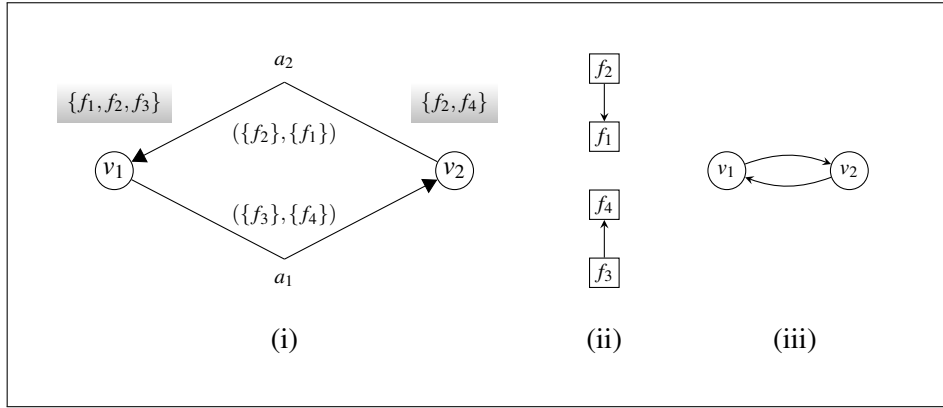 a₂
{f₁, f₂, f₃}
{f₂, f₄}
({f₂},{f₁})
v₁
v₂
({f₃},{f₄})
a₁
(i)
f₂
f₁
f₄
f₃
(ii)
v₁
v₂
(iii)